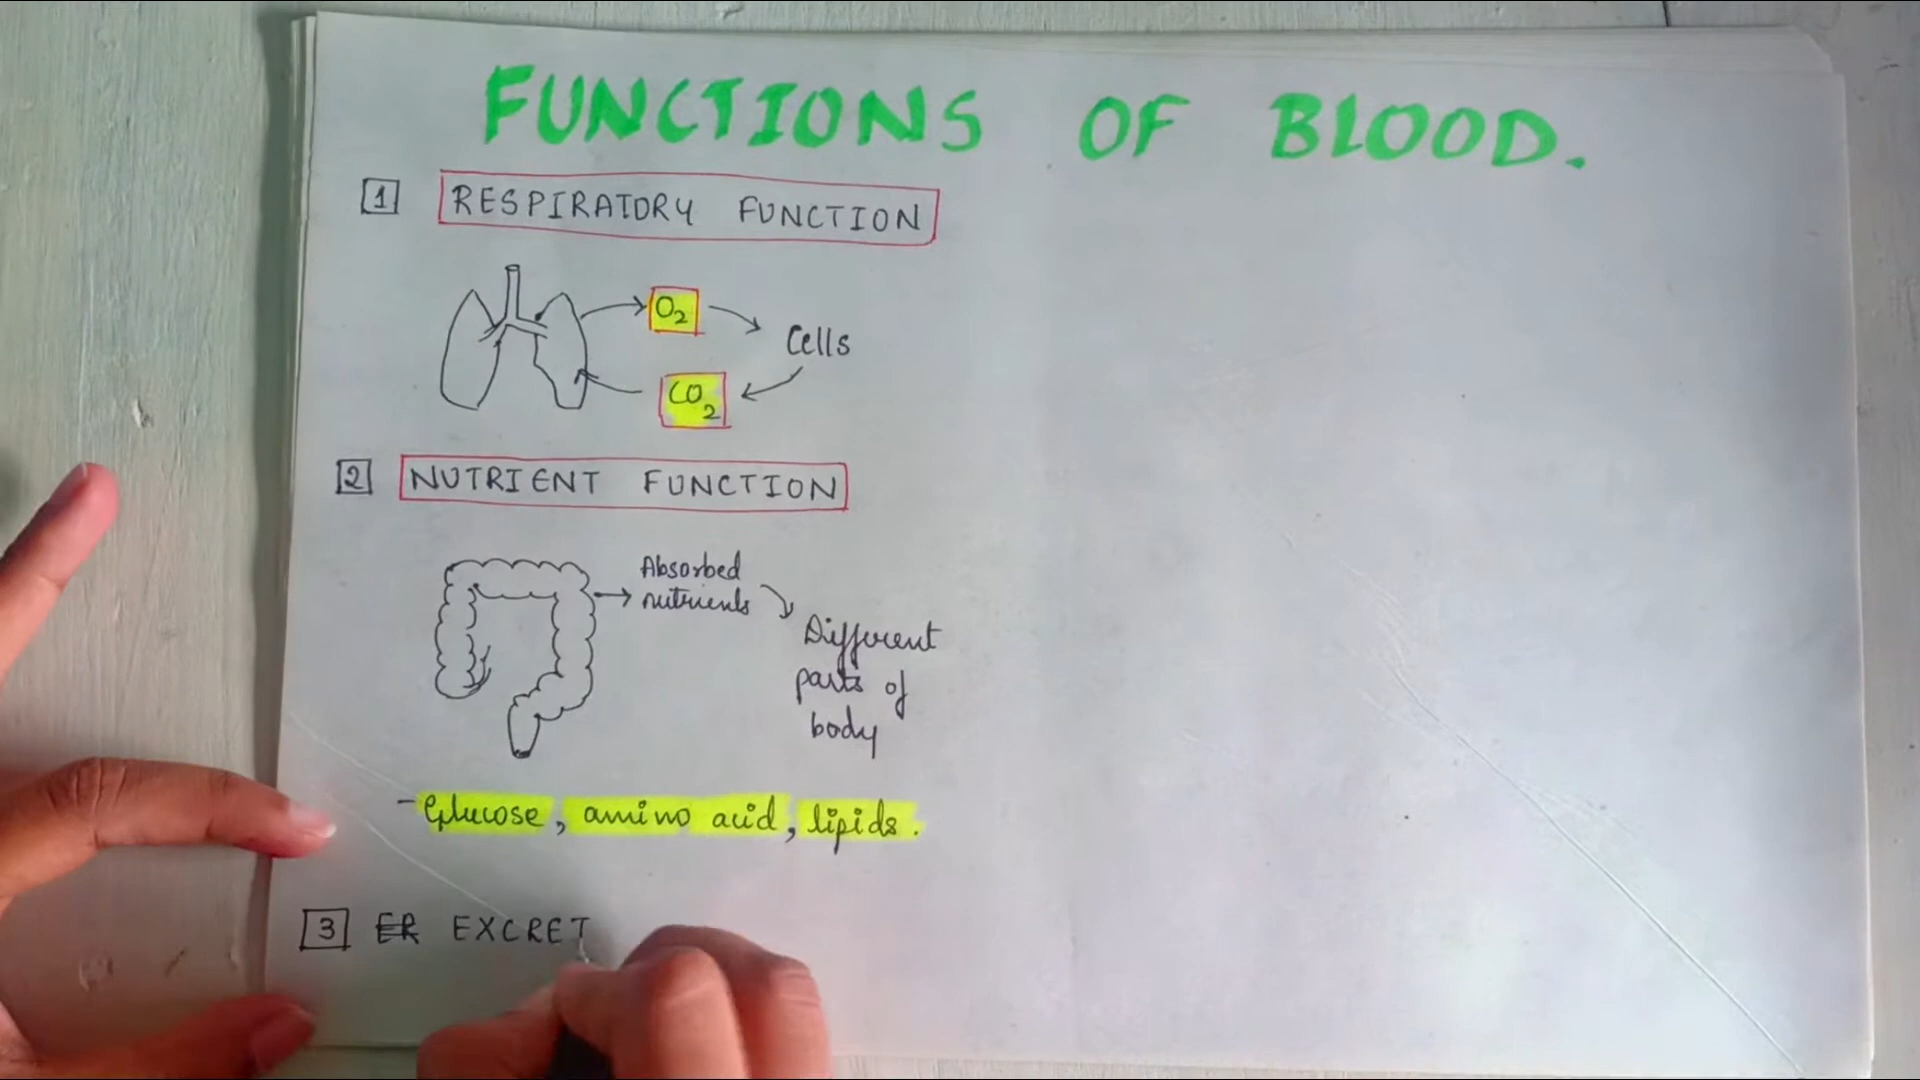 FUNCTIONS OF BLOOD.
1 RESPIRATORY FUNCTION
O2
Cells
CO2
2 NUTRIENT FUNCTION
Absorbed
nutrients
Different
parts of
body
- Glucose, amino acid, lipids.
3 ER EXCRET